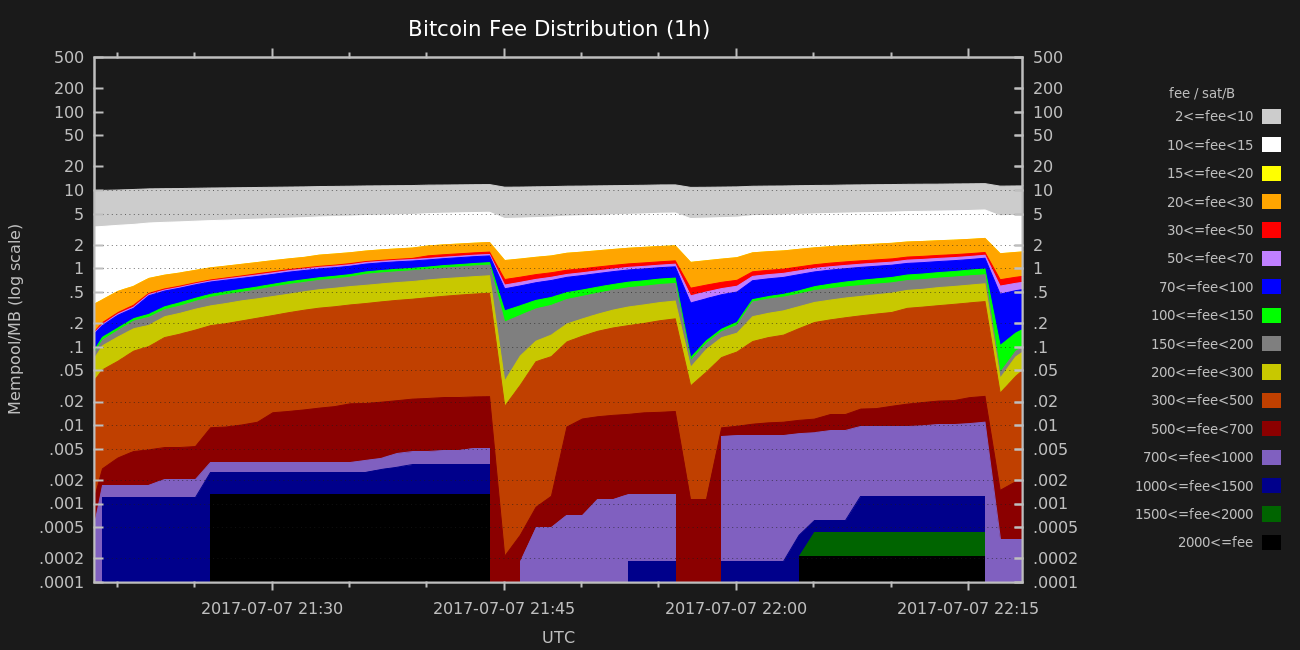 Bitcoin Fee Distribution (1h)
500 500
200 200
100 100
50 50
20 20
10 10
5 5
2 2
1 1
.5 .5
.2 .2
.1 .1
.05 .05
.02 .02
.01 .01
.005 .005
.002 .002
.001 .001
.0005 .0005
.0002 .0002
.0001 .0001
Mempool/MB (log scale)
2017-07-07 21:30 2017-07-07 21:45 2017-07-07 22:00 2017-07-07 22:15
UTC
fee / sat/B
2<=fee<10
10<=fee<15
15<=fee<20
20<=fee<30
30<=fee<50
50<=fee<70
70<=fee<100
100<=fee<150
150<=fee<200
200<=fee<300
300<=fee<500
500<=fee<700
700<=fee<1000
1000<=fee<1500
1500<=fee<2000
2000<=fee